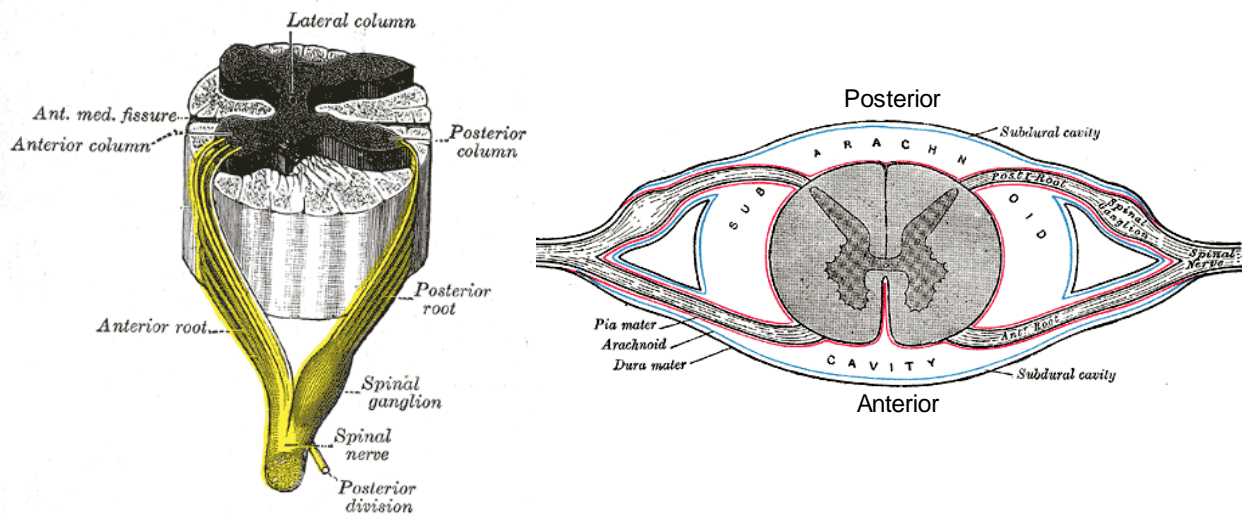 Lateral column
Ant. med. fissure
Anterior column
Posterior
column
Anterior root
Posterior
root
Spinal
ganglion
Spinal
nerve
Posterior
division
Posterior
Subdural cavity
SUB ARACHN OID
Post.r Root
Spinal
Ganglion
Spinal
Nerve
Pia mater
Arachnoid
Dura mater
Ant.r Root
CAVITY
Subdural cavity
Anterior